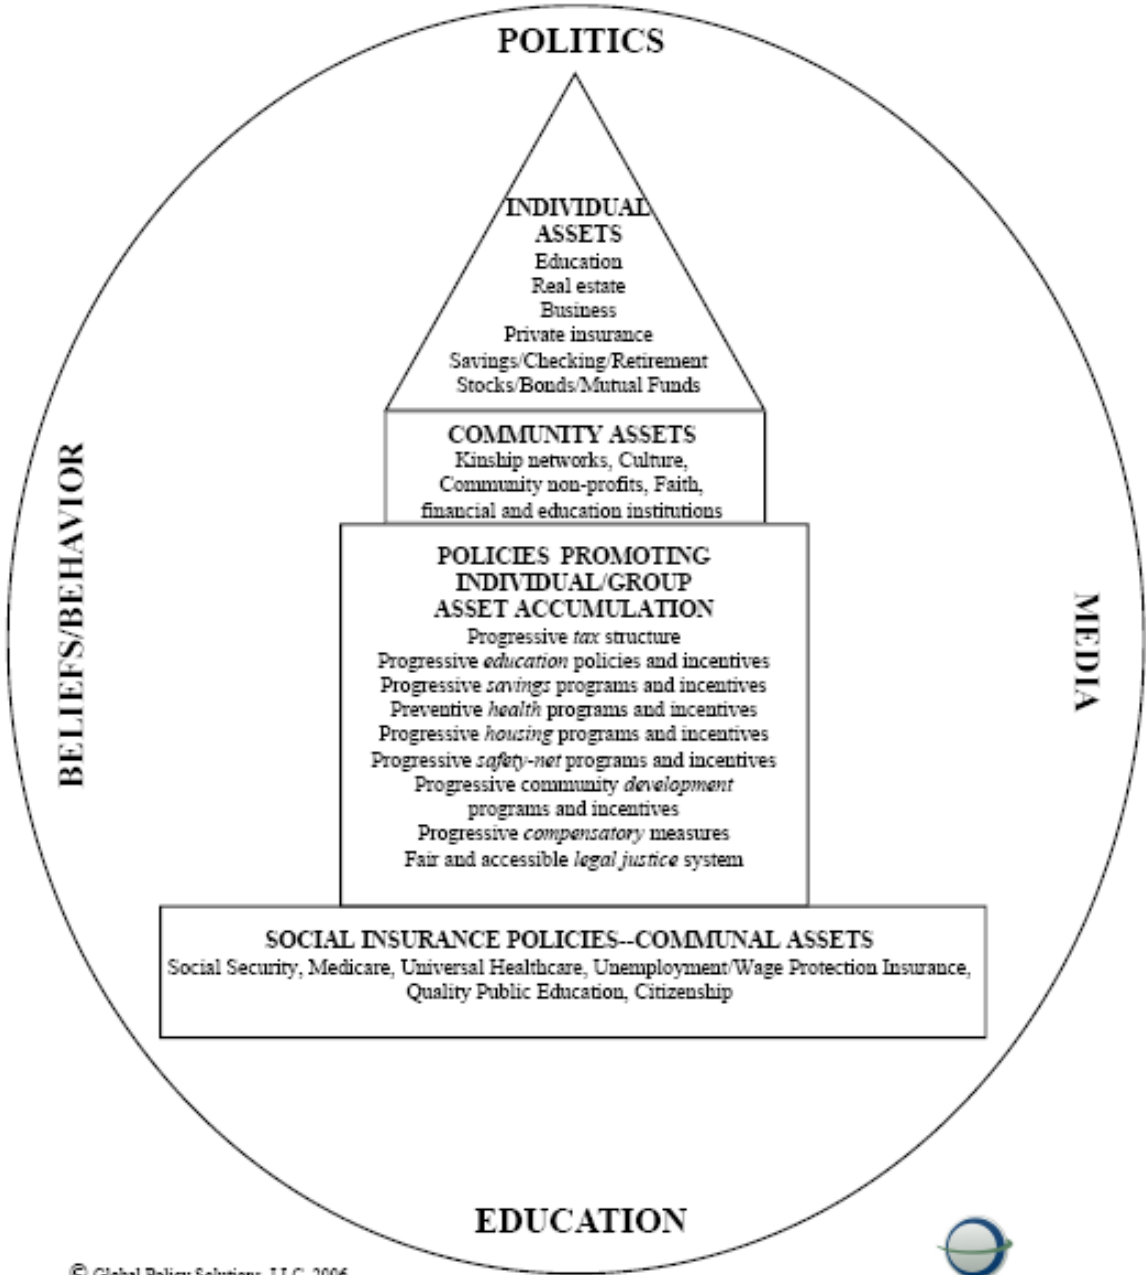 POLITICS
INDIVIDUAL
ASSETS
Education
Real estate
Business
Private insurance
Savings/Checking/Retirement
Stocks/Bonds/Mutual Funds
COMMUNITY ASSETS
Kinship networks, Culture,
Community non-profits, Faith,
financial and education institutions
BELIEFS/BEHAVIOR
POLICIES PROMOTING
INDIVIDUAL/GROUP
ASSET ACCUMULATION
Progressive tax structure
Progressive education policies and incentives
Progressive savings programs and incentives
Preventive health programs and incentives
Progressive housing programs and incentives
Progressive safety-net programs and incentives
Progressive community development
programs and incentives
Progressive compensatory measures
Fair and accessible legal justice system
MEDIA
SOCIAL INSURANCE POLICIES--COMMUNAL ASSETS
Social Security, Medicare, Universal Healthcare, Unemployment/Wage Protection Insurance,
Quality Public Education, Citizenship
EDUCATION
© Global Policy Solutions, LLC, 2006